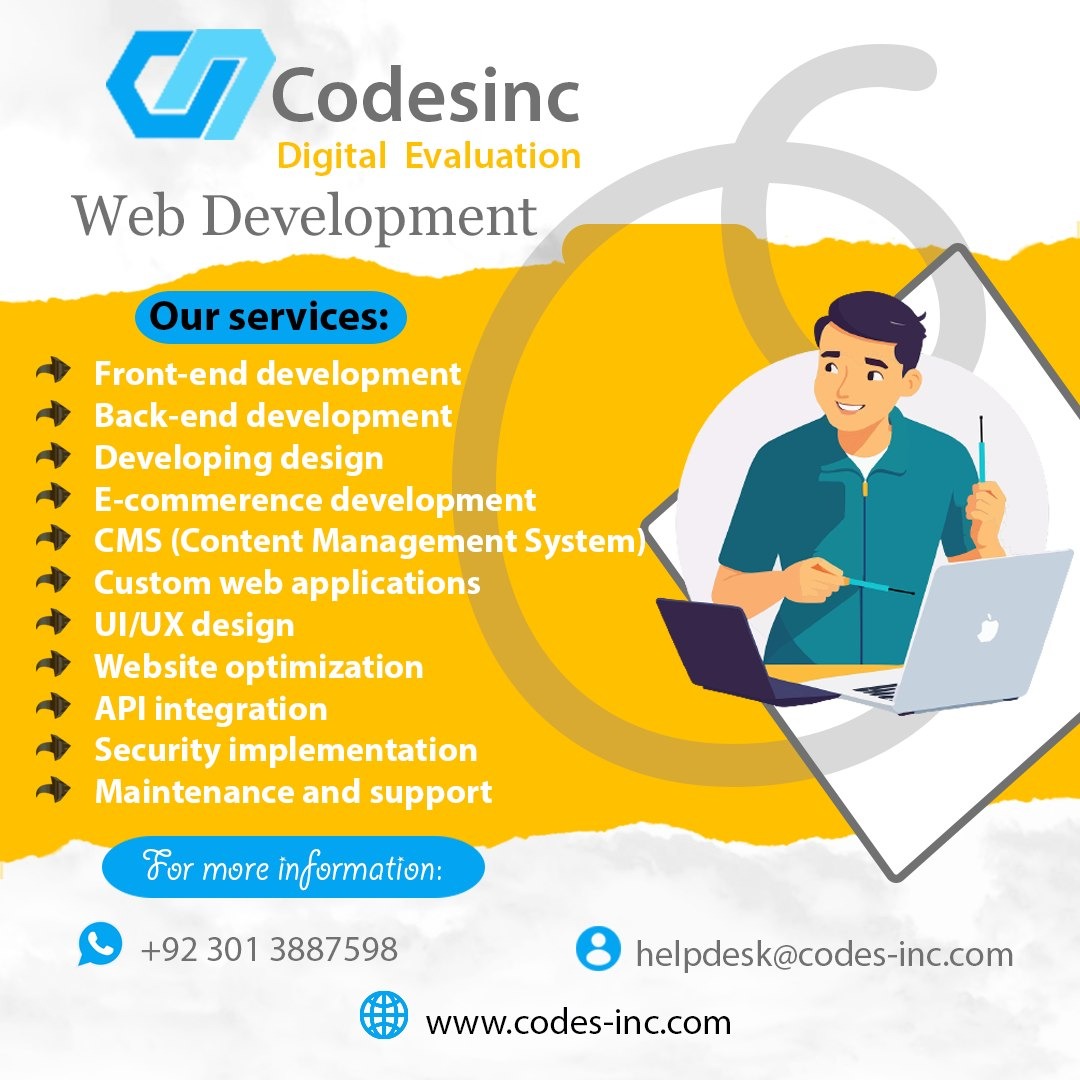 Codesinc
Digital Evaluation
Web Development
Our services:
Front-end development
Back-end development
Developing design
E-commerence development
CMS (Content Management System)
Custom web applications
UI/UX design
Website optimization
API integration
Security implementation
Maintenance and support
For more information:
+92 301 3887598
helpdesk@codes-inc.com
www.codes-inc.com